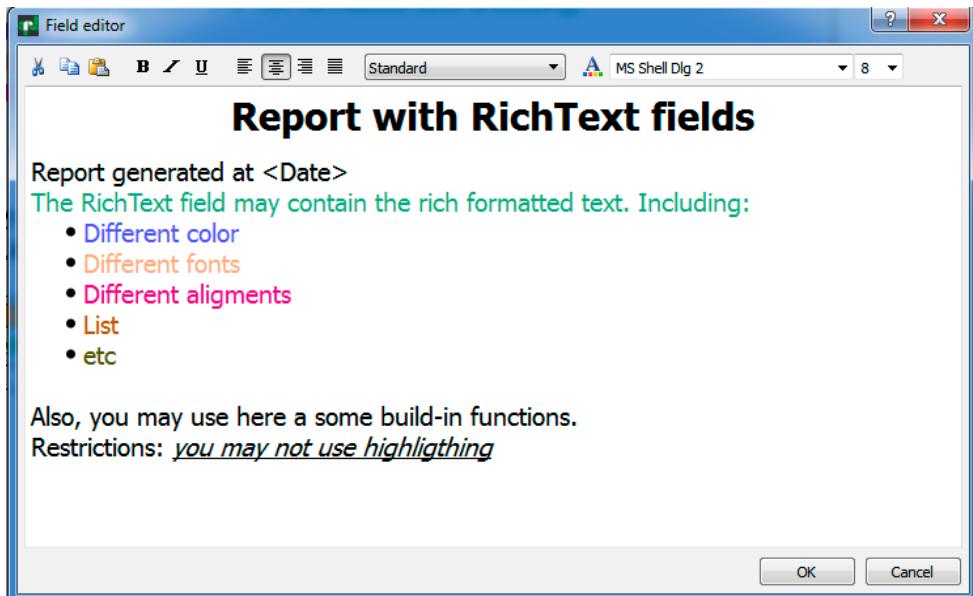 Field editor
?
B I U Standard A MS Shell Dlg 2 8
Report with RichText fields
Report generated at <Date>
The RichText field may contain the rich formatted text. Including:
• Different color
• Different fonts
• Different aligments
• List
• etc
Also, you may use here a some build-in functions.
Restrictions: you may not use highligthing
OK Cancel